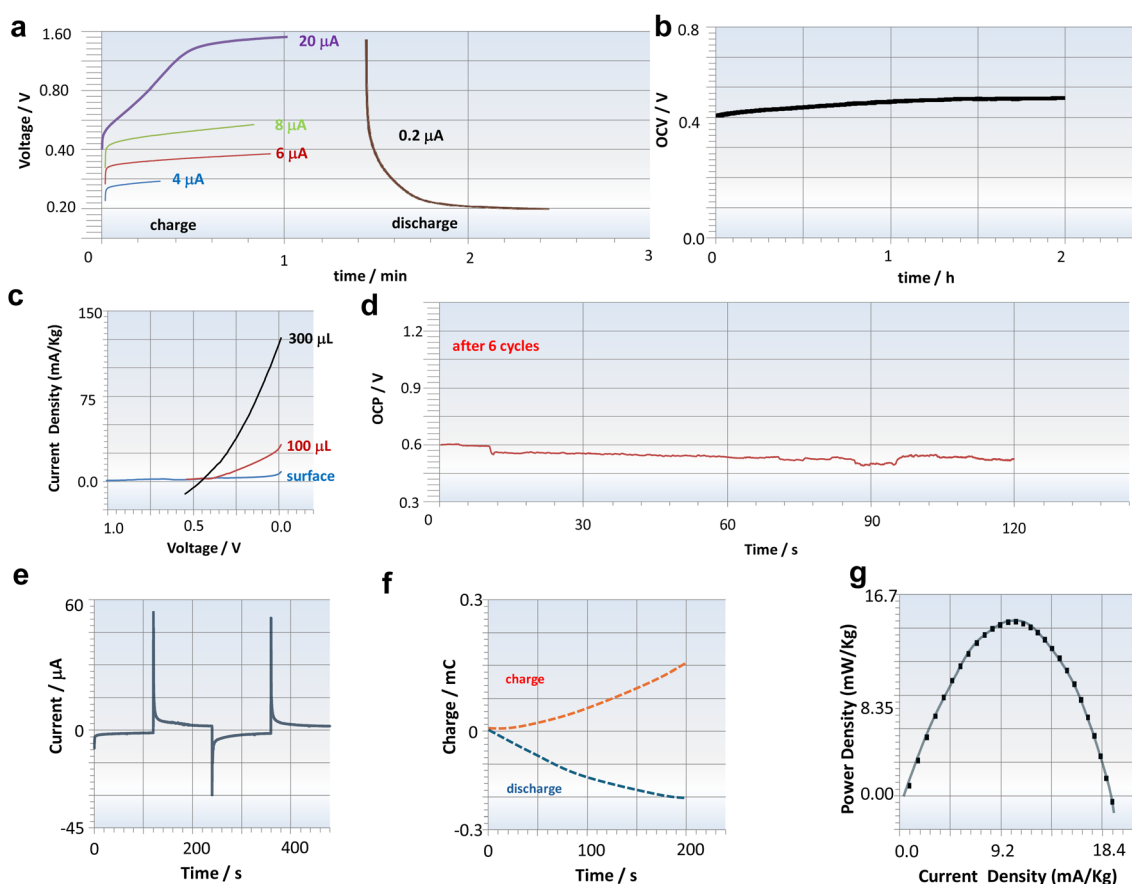 a
1.60
0.80
0.40
0.20
Voltage / V
20 μA
8 μA
6 μA
4 μA
0.2 μA
charge
discharge
0
1
2
3
time / min
b
0.8
0.4
0.0
OCV / V
0
1
2
time / h
c
150
75
0.0
Current Density (mA/Kg)
300 μL
100 μL
surface
1.0
0.5
0.0
Voltage / V
d
1.2
0.9
0.6
0.3
OCP / V
after 6 cycles
0
30
60
90
120
Time / s
e
60
0
-45
Current / μA
0
200
400
Time / s
f
0.3
0
-0.3
Charge / mC
charge
discharge
0
100
200
Time / s
g
16.7
8.35
0.00
Power Density (mW/Kg)
0.0
9.2
18.4
Current Density (mA/Kg)